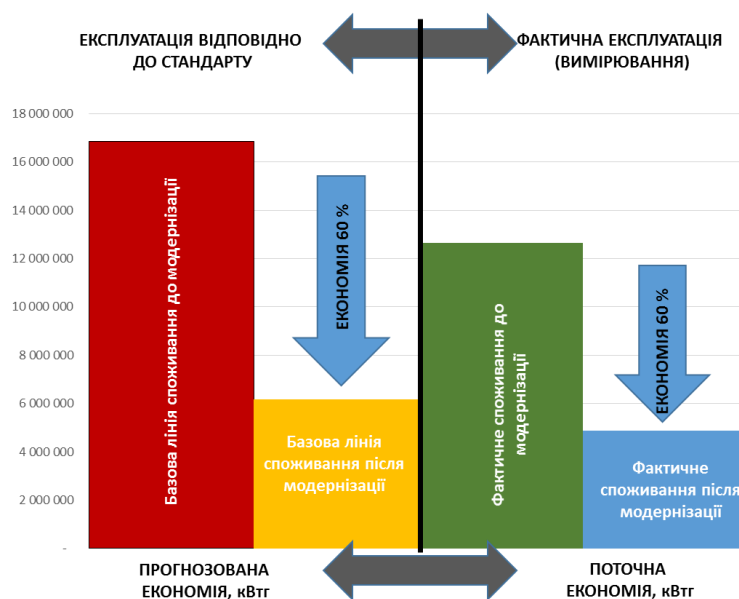 ЕКСПЛУАТАЦІЯ ВІДПОВІДНО
ДО СТАНДАРТУ
ФАКТИЧНА ЕКСПЛУАТАЦІЯ
(ВИМІРЮВАННЯ)
18 000 000
16 000 000
14 000 000
12 000 000
10 000 000
8 000 000
6 000 000
4 000 000
2 000 000
-
Базова лінія споживання до модернізації
ЕКОНОМІЯ 60 %
Базова лінія
споживання після
модернізації
Фактичне споживання до
модернізації
ЕКОНОМІЯ 60 %
Фактичне
споживання після
модернізації
ПРОГНОЗОВАНА
ЕКОНОМІЯ, кВтг
ПОТОЧНА
ЕКОНОМІЯ, кВтг